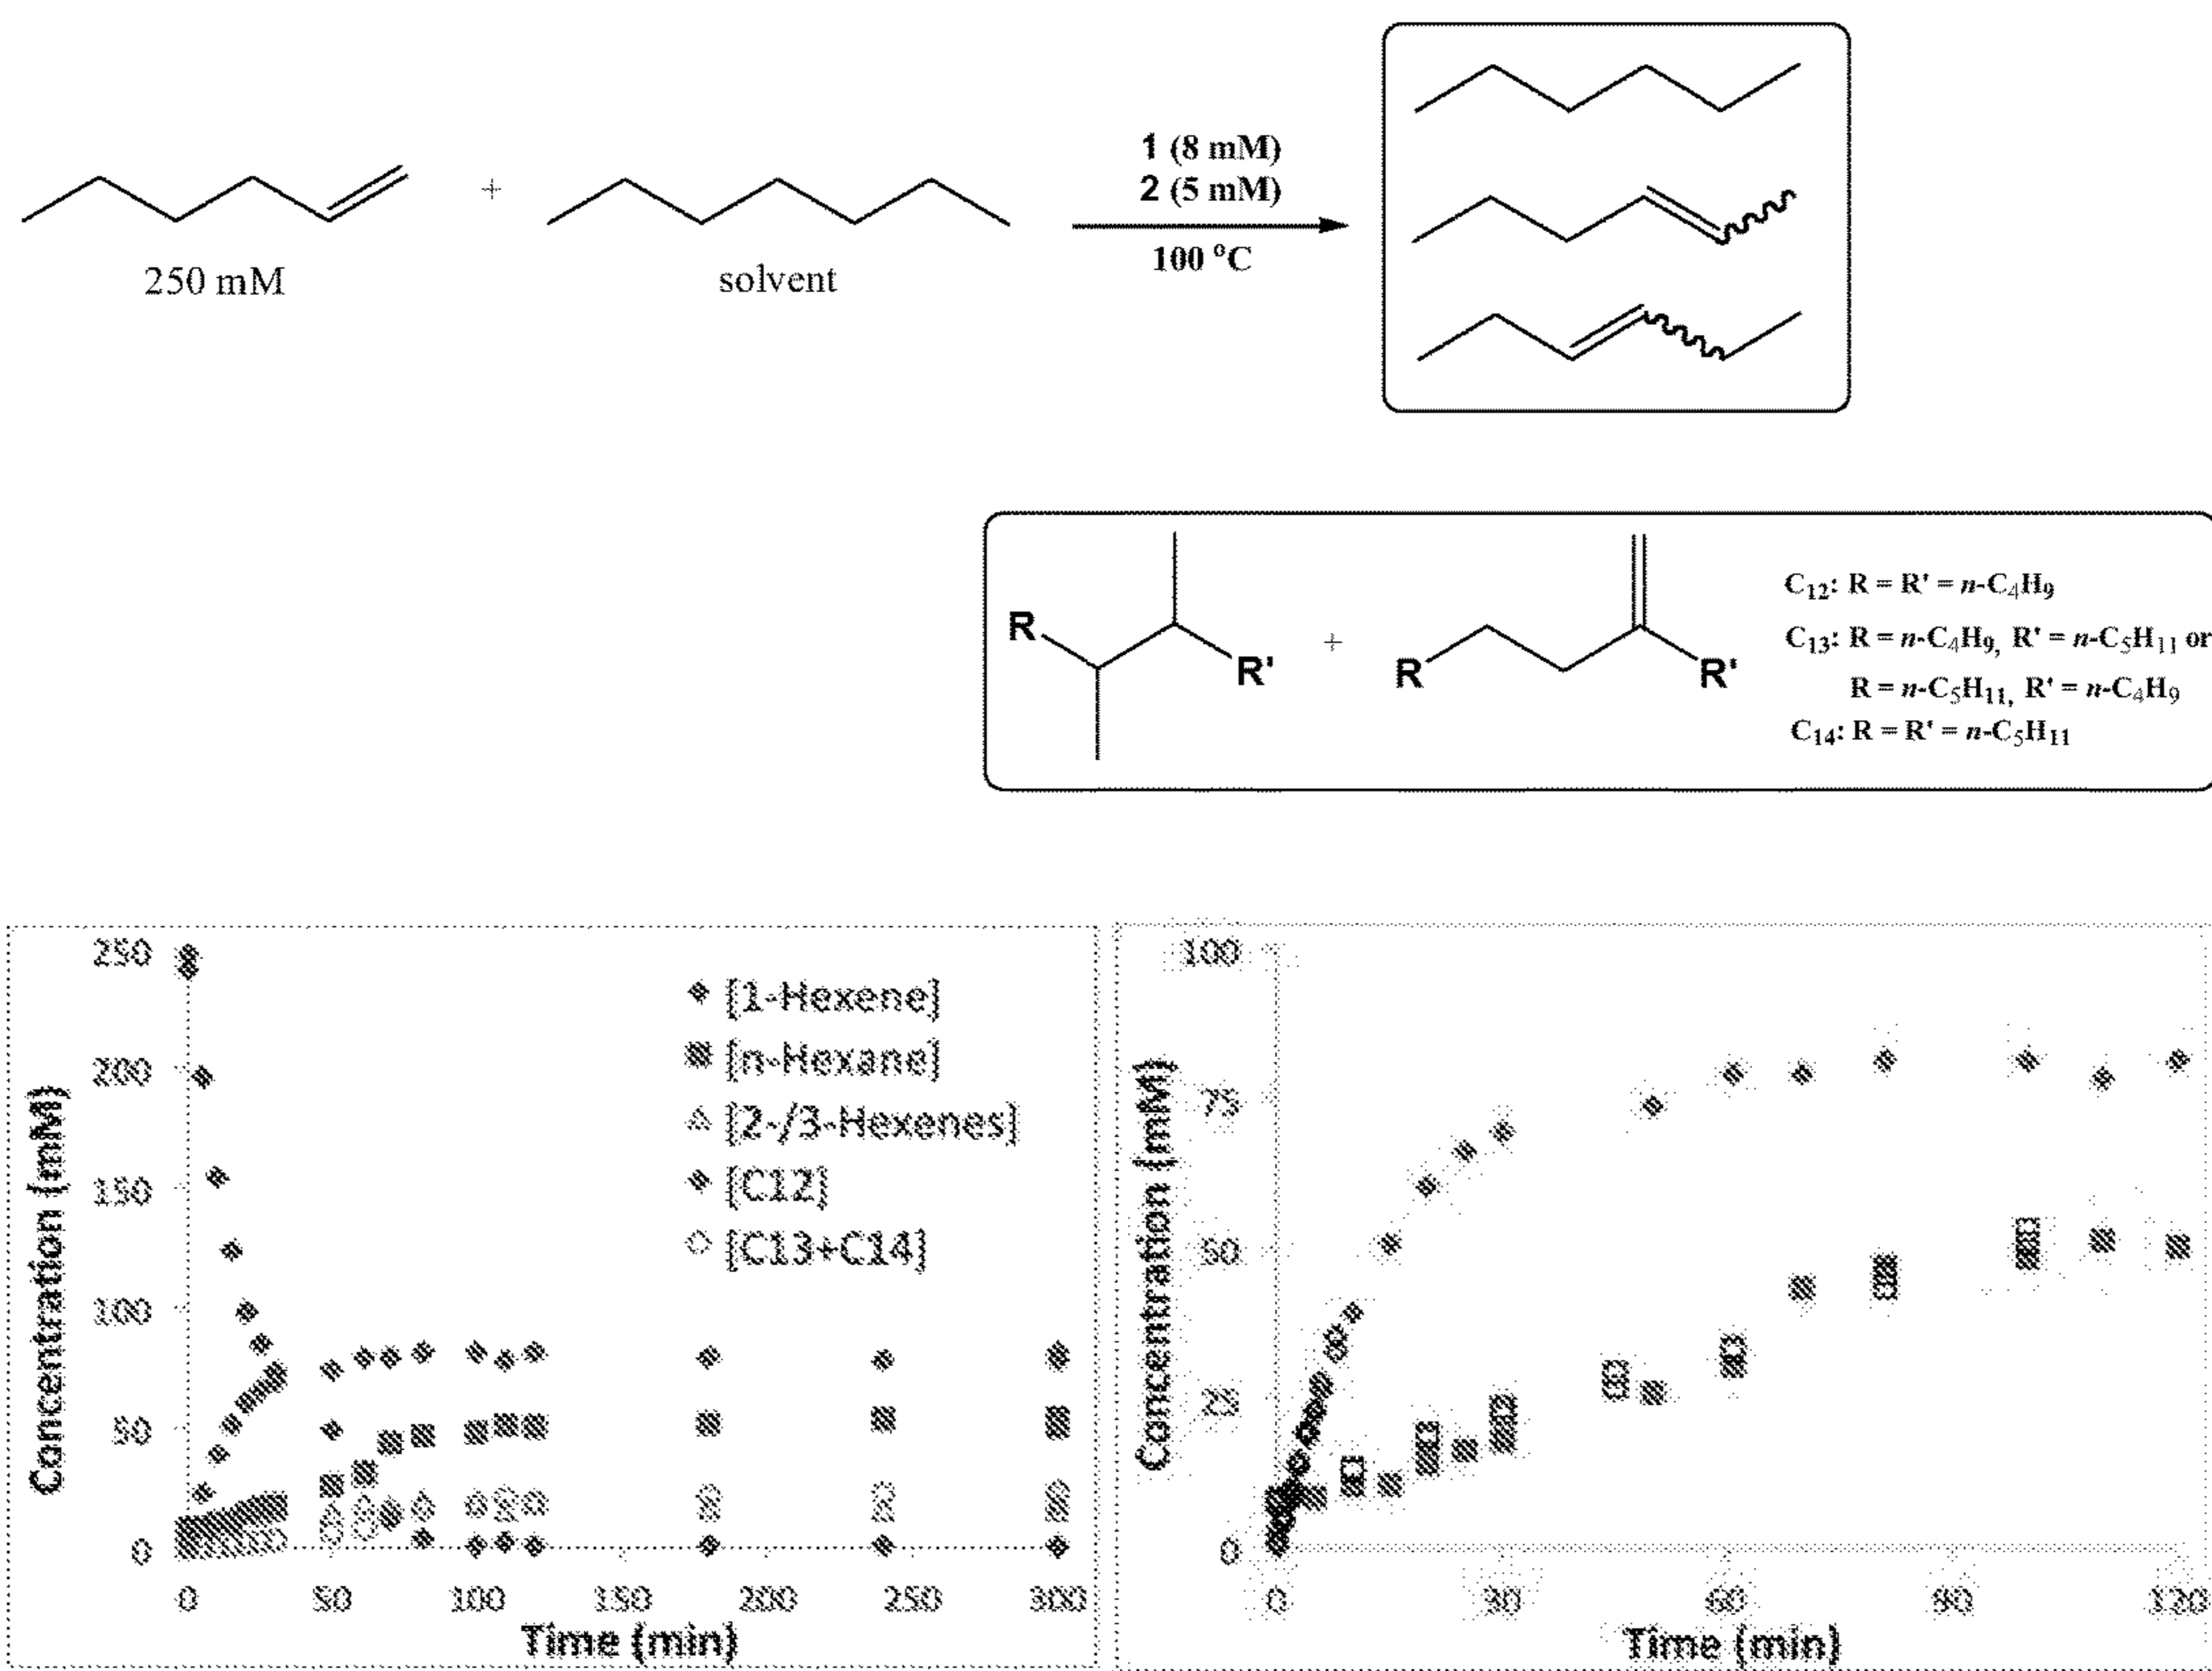 250 mM
+
solvent
1 (8 mM)
2 (5 mM)
100 °C
R
R'
+
R
R'
C₁₂: R = R' = n-C₄H₉
C₁₃: R = n-C₄H₉, R' = n-C₅H₁₁ or
R = n-C₅H₁₁, R' = n-C₄H₉
C₁₄: R = R' = n-C₅H₁₁
Concentration (mM)
250
200
150
100
50
0
[1-Hexene]
[n-Hexane]
[2-/3-Hexenes]
[C12]
[C13+C14]
0 50 100 150 200 250 300
Time (min)
Concentration (mM)
100
75
50
25
0
0 30 60 90 120
Time (min)